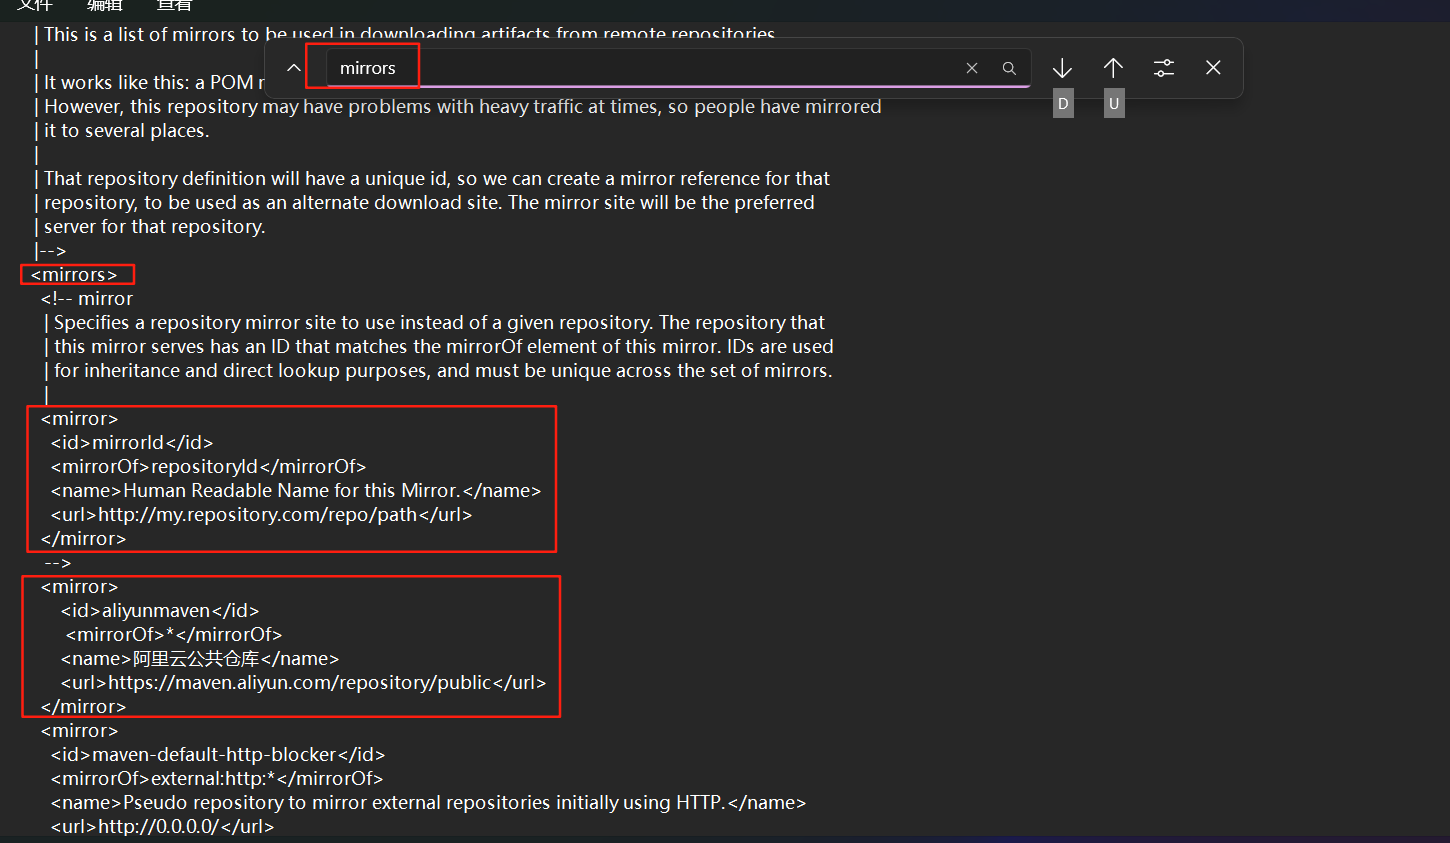 文件 编辑 查看
| This is a list of mirrors to be used in downloading artifacts from remote repositories.
|
mirrors
| It works like this: a POM
D U
| However, this repository may have problems with heavy traffic at times, so people have mirrored
| it to several places.
|
| That repository definition will have a unique id, so we can create a mirror reference for that
| repository, to be used as an alternate download site. The mirror site will be the preferred
| server for that repository.
|-->
<mirrors>
<!-- mirror
| Specifies a repository mirror site to use instead of a given repository. The repository that
| this mirror serves has an ID that matches the mirrorOf element of this mirror. IDs are used
| for inheritance and direct lookup purposes, and must be unique across the set of mirrors.
|
<mirror>
<id>mirrorId</id>
<mirrorOf>repositoryId</mirrorOf>
<name>Human Readable Name for this Mirror.</name>
<url>http://my.repository.com/repo/path</url>
</mirror>
-->
<mirror>
<id>aliyunmaven</id>
<mirrorOf>*</mirrorOf>
<name>阿里云公共仓库</name>
<url>https://maven.aliyun.com/repository/public</url>
</mirror>
<mirror>
<id>maven-default-http-blocker</id>
<mirrorOf>external:http:*</mirrorOf>
<name>Pseudo repository to mirror external repositories initially using HTTP.</name>
<url>http://0.0.0.0/</url>